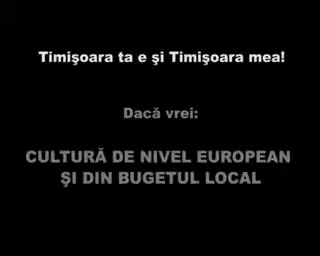 Timişoara ta e şi Timişoara mea!
Dacă vrei:
CULTURĂ DE NIVEL EUROPEAN
ŞI DIN BUGETUL LOCAL